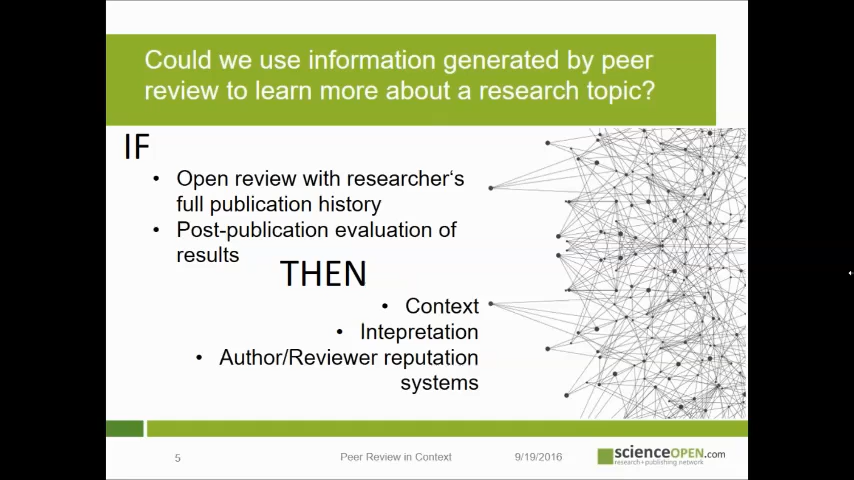 Could we use information generated by peer
review to learn more about a research topic?
IF
• Open review with researcher‘s
full publication history
• Post-publication evaluation of
results
THEN
• Context
• Intepretation
• Author/Reviewer reputation
systems
5 Peer Review in Context 9/19/2016
scienceOPEN.com
research+publishing network